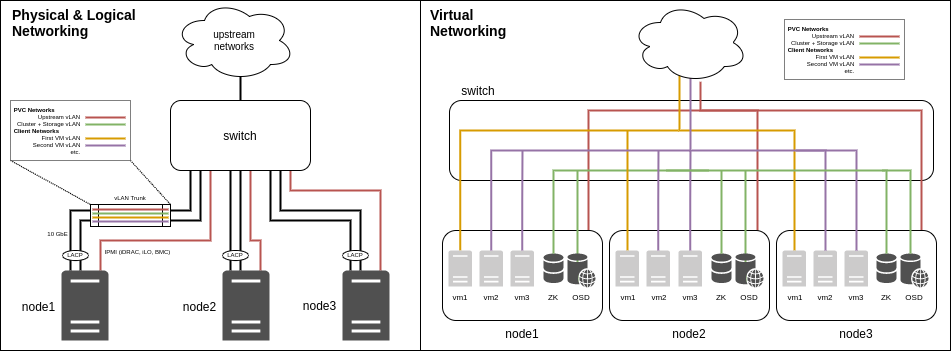 Physical & Logical
Networking
upstream
networks
PVC Networks
Upstream vLAN
Cluster + Storage vLAN
Client Networks
First VM vLAN
Second VM vLAN
etc.
switch
vLAN Trunk
10 GbE
IPMI (iDRAC, iLO, BMC)
LACP
LACP
LACP
node1
node2
node3
Virtual
Networking
PVC Networks
Upstream vLAN
Cluster + Storage vLAN
Client Networks
First VM vLAN
Second VM vLAN
etc.
switch
vm1 vm2 vm3 ZK OSD
vm1 vm2 vm3 ZK OSD
vm1 vm2 vm3 ZK OSD
node1
node2
node3